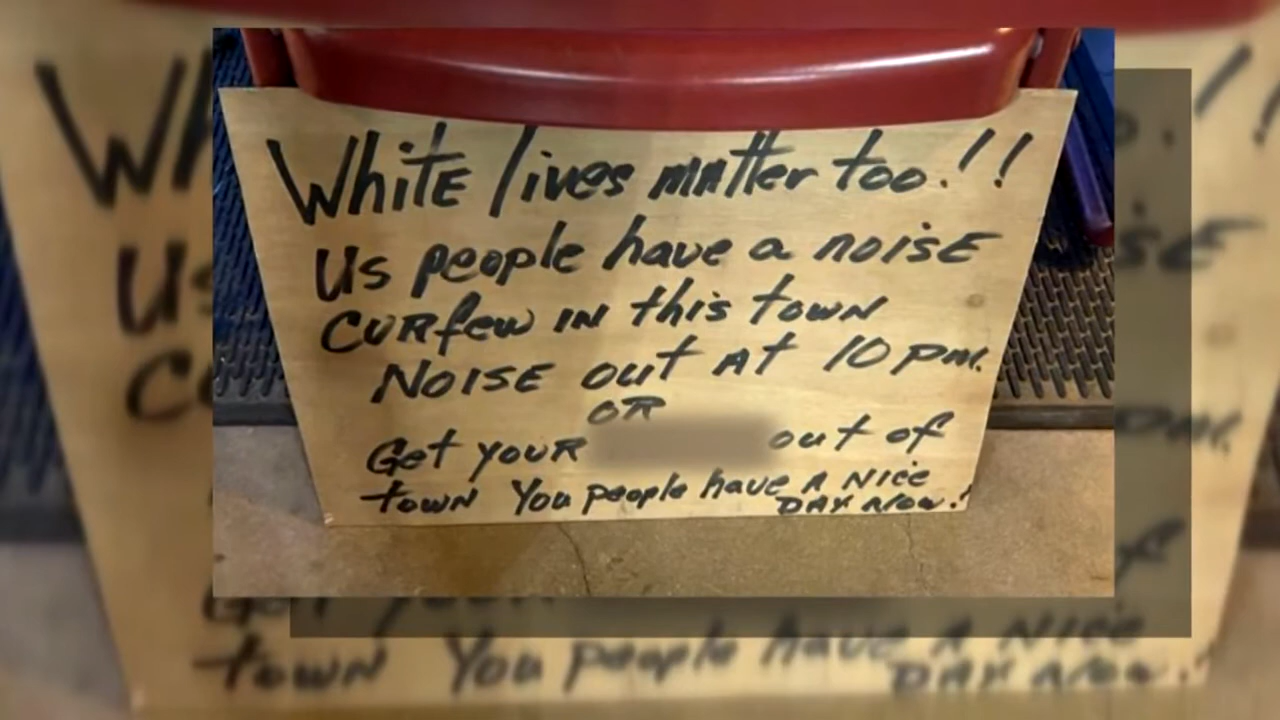 White lives matter too.!!
Us people have a noise
CURfew IN this town
NOISE out AT 10 pm.
OR
Get youR out of
town You people have A Nice
DAY Now.!